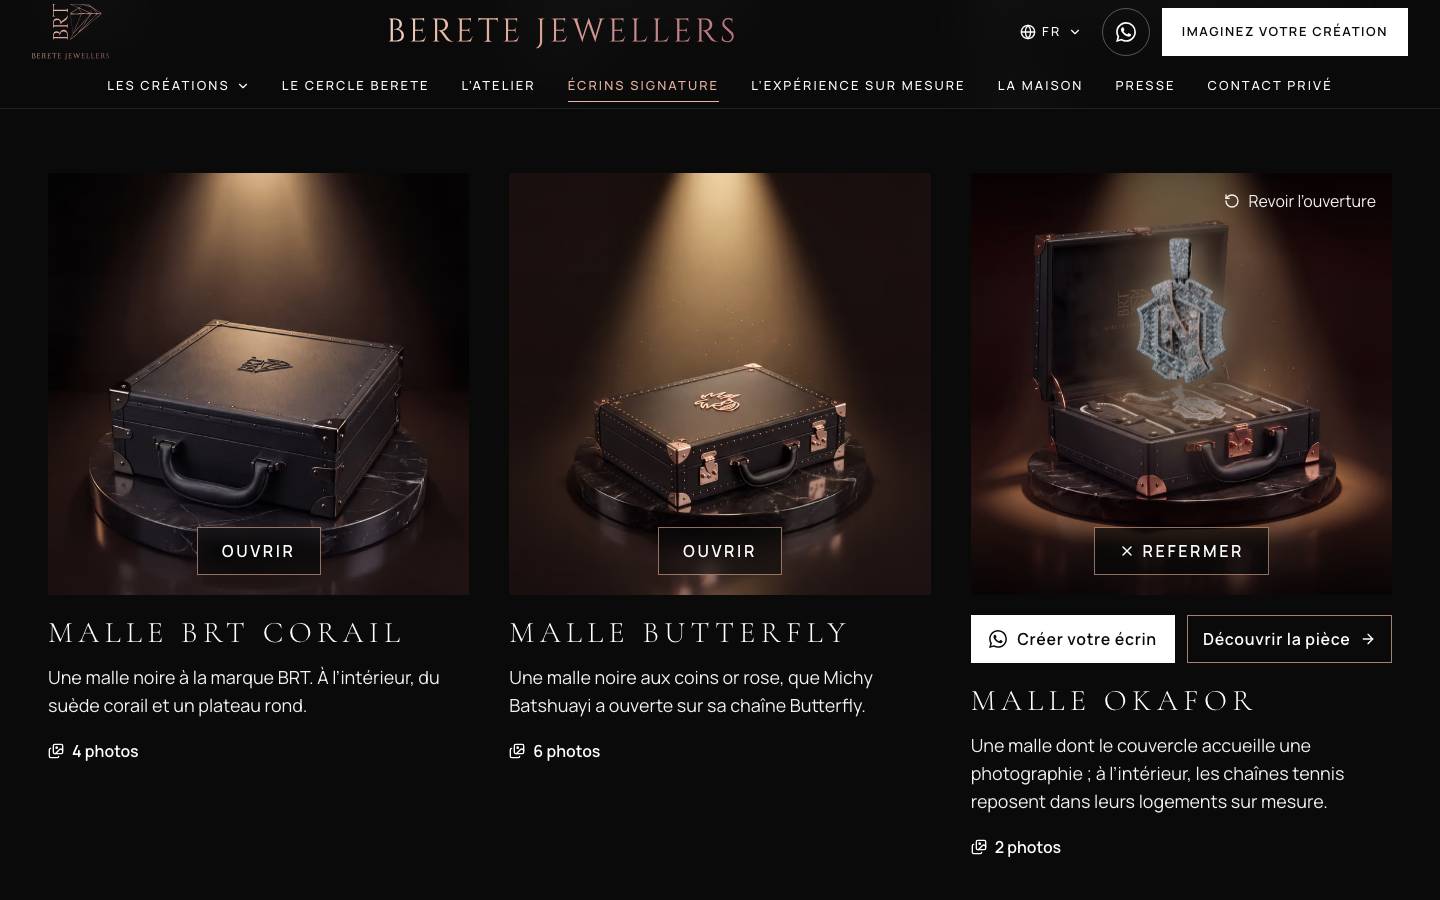 BRT
BERETE JEWELLERS
BERETE JEWELLERS
FR
IMAGINEZ VOTRE CRÉATION
LES CRÉATIONS
LE CERCLE BERETE
L'ATELIER
ÉCRINS SIGNATURE
L'EXPÉRIENCE SUR MESURE
LA MAISON
PRESSE
CONTACT PRIVÉ
Revoir l'ouverture
BRT
N
OUVRIR
OUVRIR
REFERMER
MALLE BRT CORAIL
Une malle noire à la marque BRT. À l'intérieur, du
suède corail et un plateau rond.
4 photos
MALLE BUTTERFLY
Une malle noire aux coins or rose, que Michy
Batshuayi a ouverte sur sa chaîne Butterfly.
6 photos
Créer votre écrin
Découvrir la pièce
MALLE OKAFOR
Une malle dont le couvercle accueille une
photographie ; à l'intérieur, les chaînes tennis
reposent dans leurs logements sur mesure.
2 photos